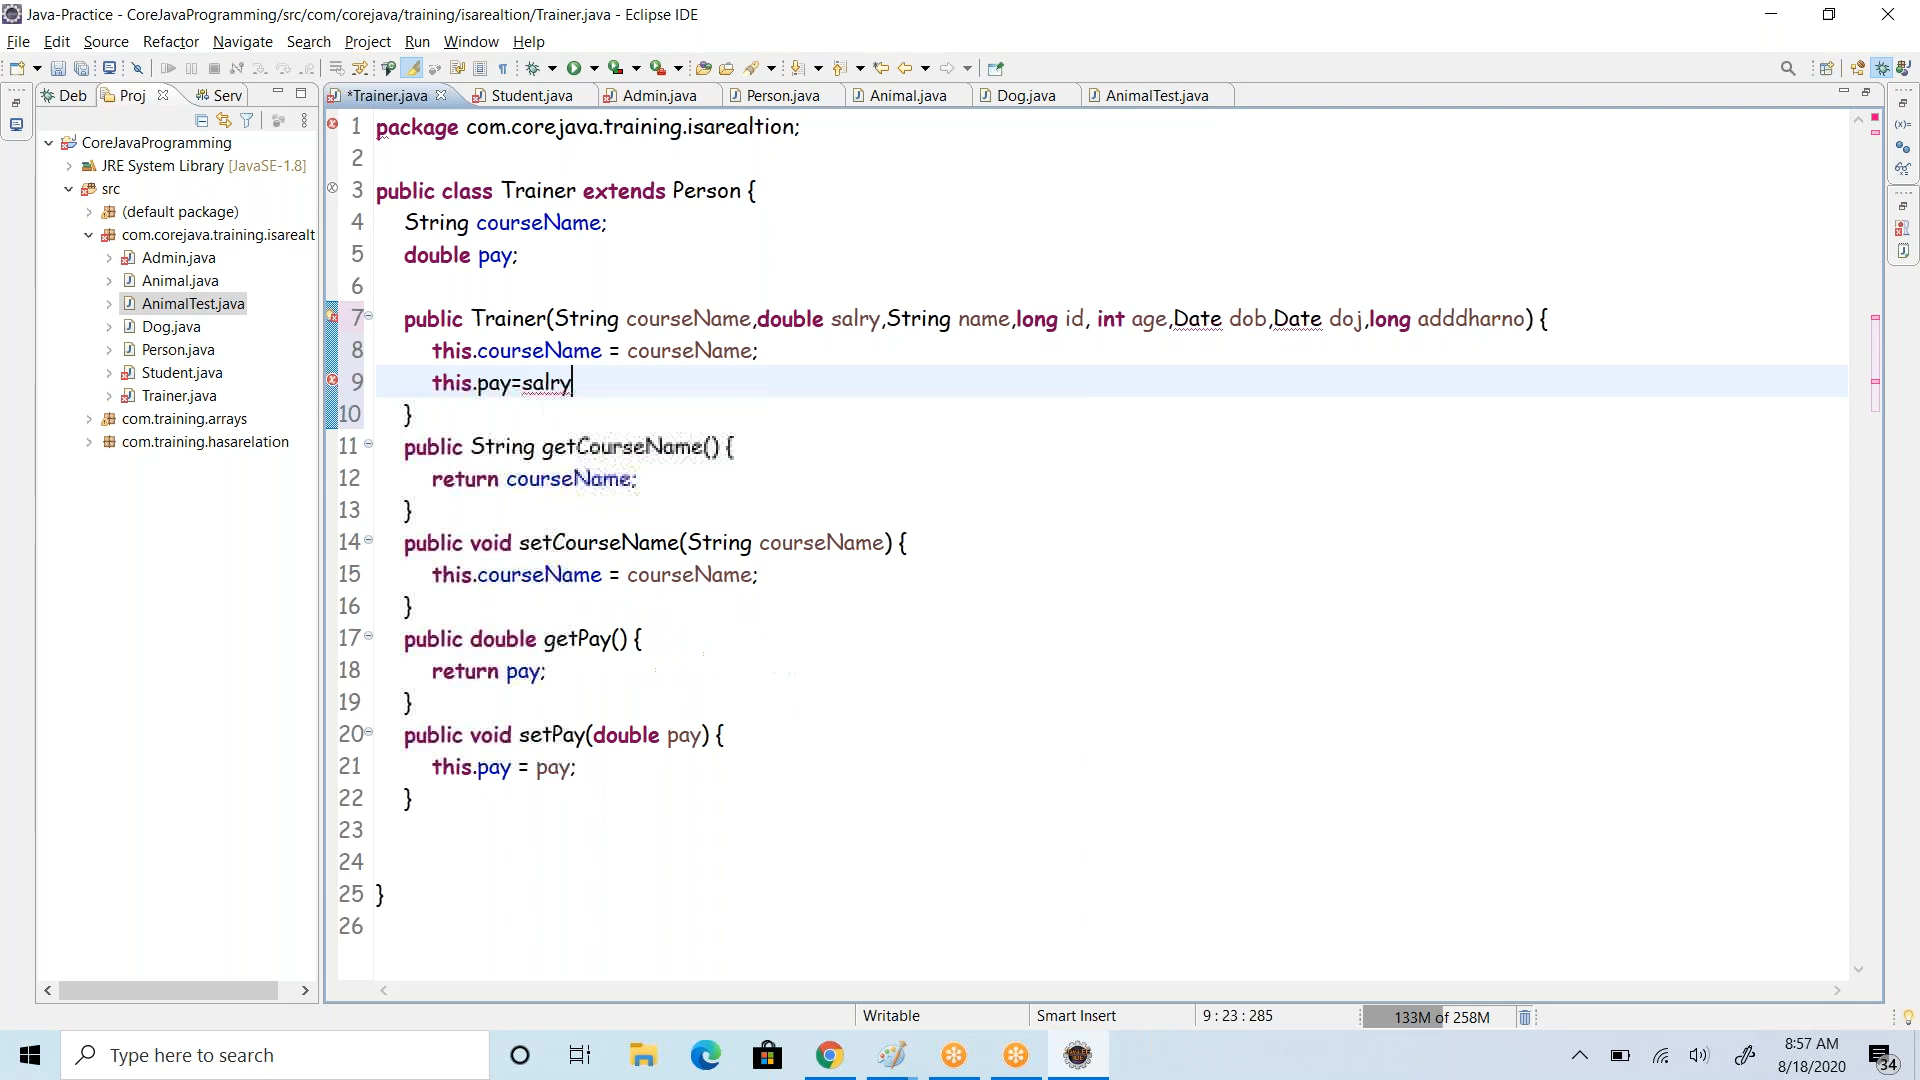 Java-Practice - CoreJavaProgramming/src/com/corejava/training/isarealtion/Trainer.java - Eclipse IDE
File Edit Source Refactor Navigate Search Project Run Window Help
Deb Proj Serv
*Trainer.java Student.java Admin.java Person.java Animal.java Dog.java AnimalTest.java
CoreJavaProgramming
JRE System Library [JavaSE-1.8]
src
(default package)
com.corejava.training.isarealt
Admin.java
Animal.java
AnimalTest.java
Dog.java
Person.java
Student.java
Trainer.java
com.training.arrays
com.training.hasarelation
1 package com.corejava.training.isarealtion;
2
3 public class Trainer extends Person {
4 String courseName;
5 double pay;
6
7 public Trainer(String courseName,double salry,String name,long id, int age,Date dob,Date doj,long adddharno) {
8 this.courseName = courseName;
9 this.pay=salry
10 }
11 public String getCourseName() {
12 return courseName;
13 }
14 public void setCourseName(String courseName) {
15 this.courseName = courseName;
16 }
17 public double getPay() {
18 return pay;
19 }
20 public void setPay(double pay) {
21 this.pay = pay;
22 }
23
24
25 }
26
Writable Smart Insert 9 : 23 : 285 133M of 258M
Type here to search
8:57 AM
8/18/2020
34